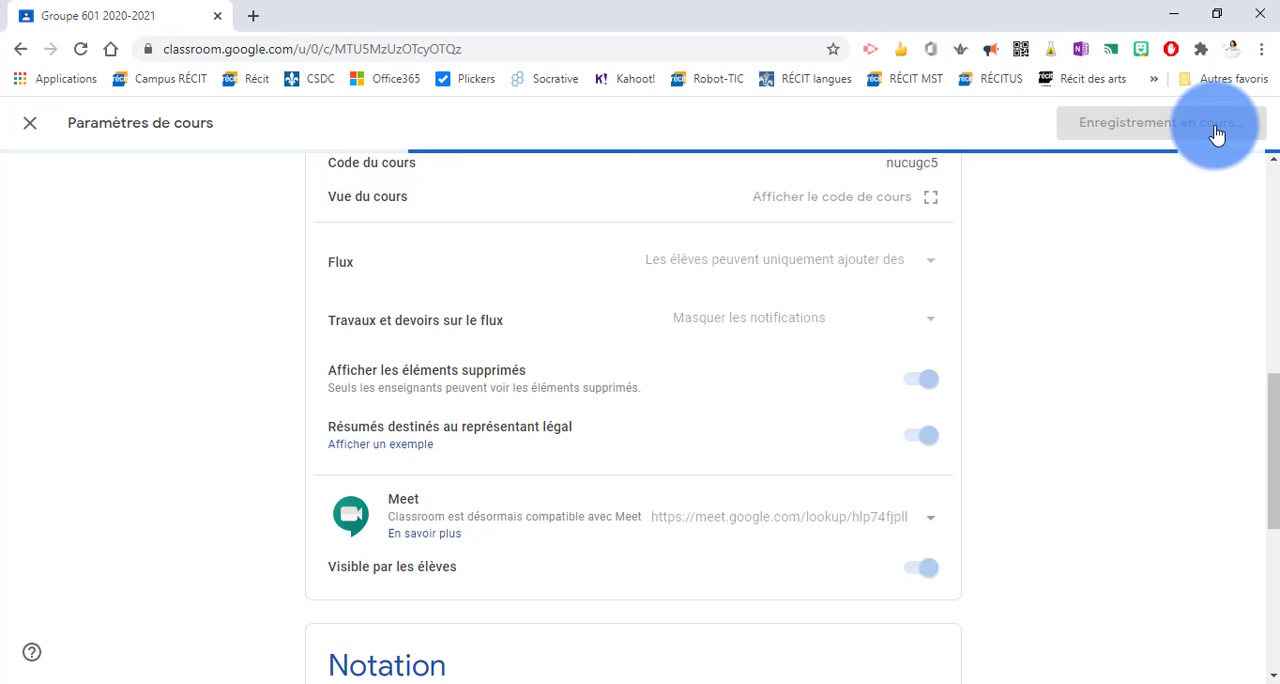 Groupe 601 2020-2021
classroom.google.com/u/0/c/MTU5MzUzOTcyOTQz
Applications Campus RÉCIT Récit CSDC Office365 Plickers Socrative Kahoot! Robot-TIC RÉCIT langues RÉCIT MST RÉCITUS Récit des arts » Autres favoris
Paramètres de cours Enregistrement en cours...
Code du cours nucugc5
Vue du cours Afficher le code de cours
Flux Les élèves peuvent uniquement ajouter des
Travaux et devoirs sur le flux Masquer les notifications
Afficher les éléments supprimés
Seuls les enseignants peuvent voir les éléments supprimés.
Résumés destinés au représentant légal
Afficher un exemple
Meet
Classroom est désormais compatible avec Meet https://meet.google.com/lookup/hlp74fjpll
En savoir plus
Visible par les élèves
Notation